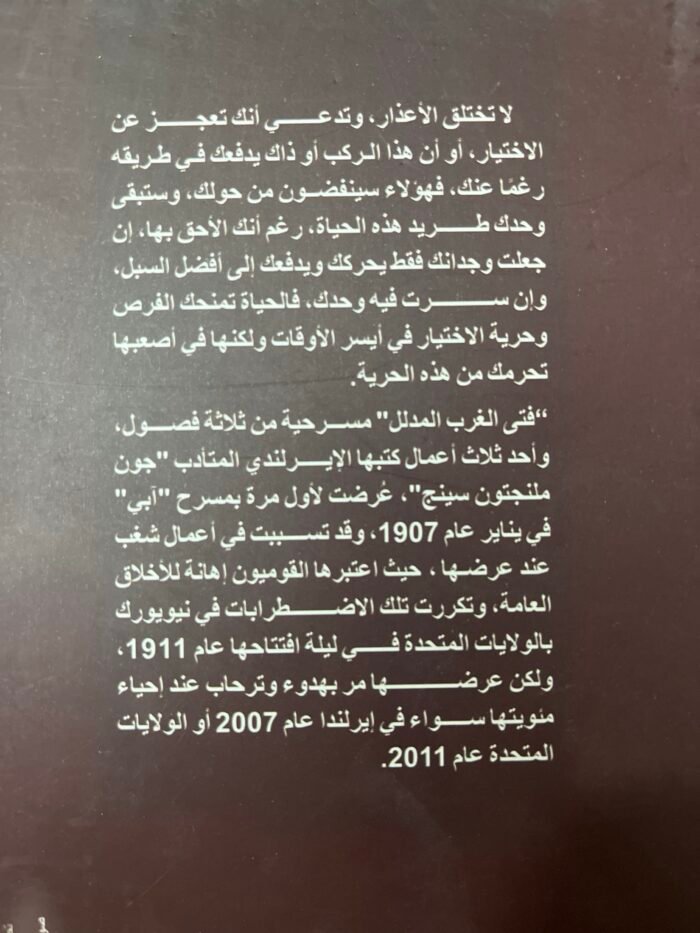 لا تختلق الأعذار، وتدعي أنك تعجز عن
الاختيار، أو أن هذا الركب أو ذاك يدفعك في طريقه
رغمًا عنك، فهؤلاء سينفضون من حولك، وستبقى
وحدك طريد هذه الحياة، رغم أنك الأحق بها، إن
جعلت وجدانك فقط يحركك ويدفعك إلى أفضل السبل،
وإن سرت فيه وحدك، فالحياة تمنحك الفرص
وحرية الاختيار في أيسر الأوقات ولكنها في أصعبها
تحرمك من هذه الحرية.
“فتى الغرب المدلل" مسرحية من ثلاثة فصول،
وأحد ثلاث أعمال كتبها الإيرلندي المتأدب "جون
ملنجتون سينج"، عُرضت لأول مرة بمسرح "آبي"
في يناير عام 1907، وقد تسببت في أعمال شغب
عند عرضها ، حيث اعتبرها القوميون إهانة للأخلاق
العامة، وتكررت تلك الاضطرابات في نيويورك
بالولايات المتحدة في ليلة افتتاحها عام 1911،
ولكن عرضها مر بهدوء وترحاب عند إحياء
مئويتها سواء في إيرلندا عام 2007 أو الولايات
المتحدة عام 2011.